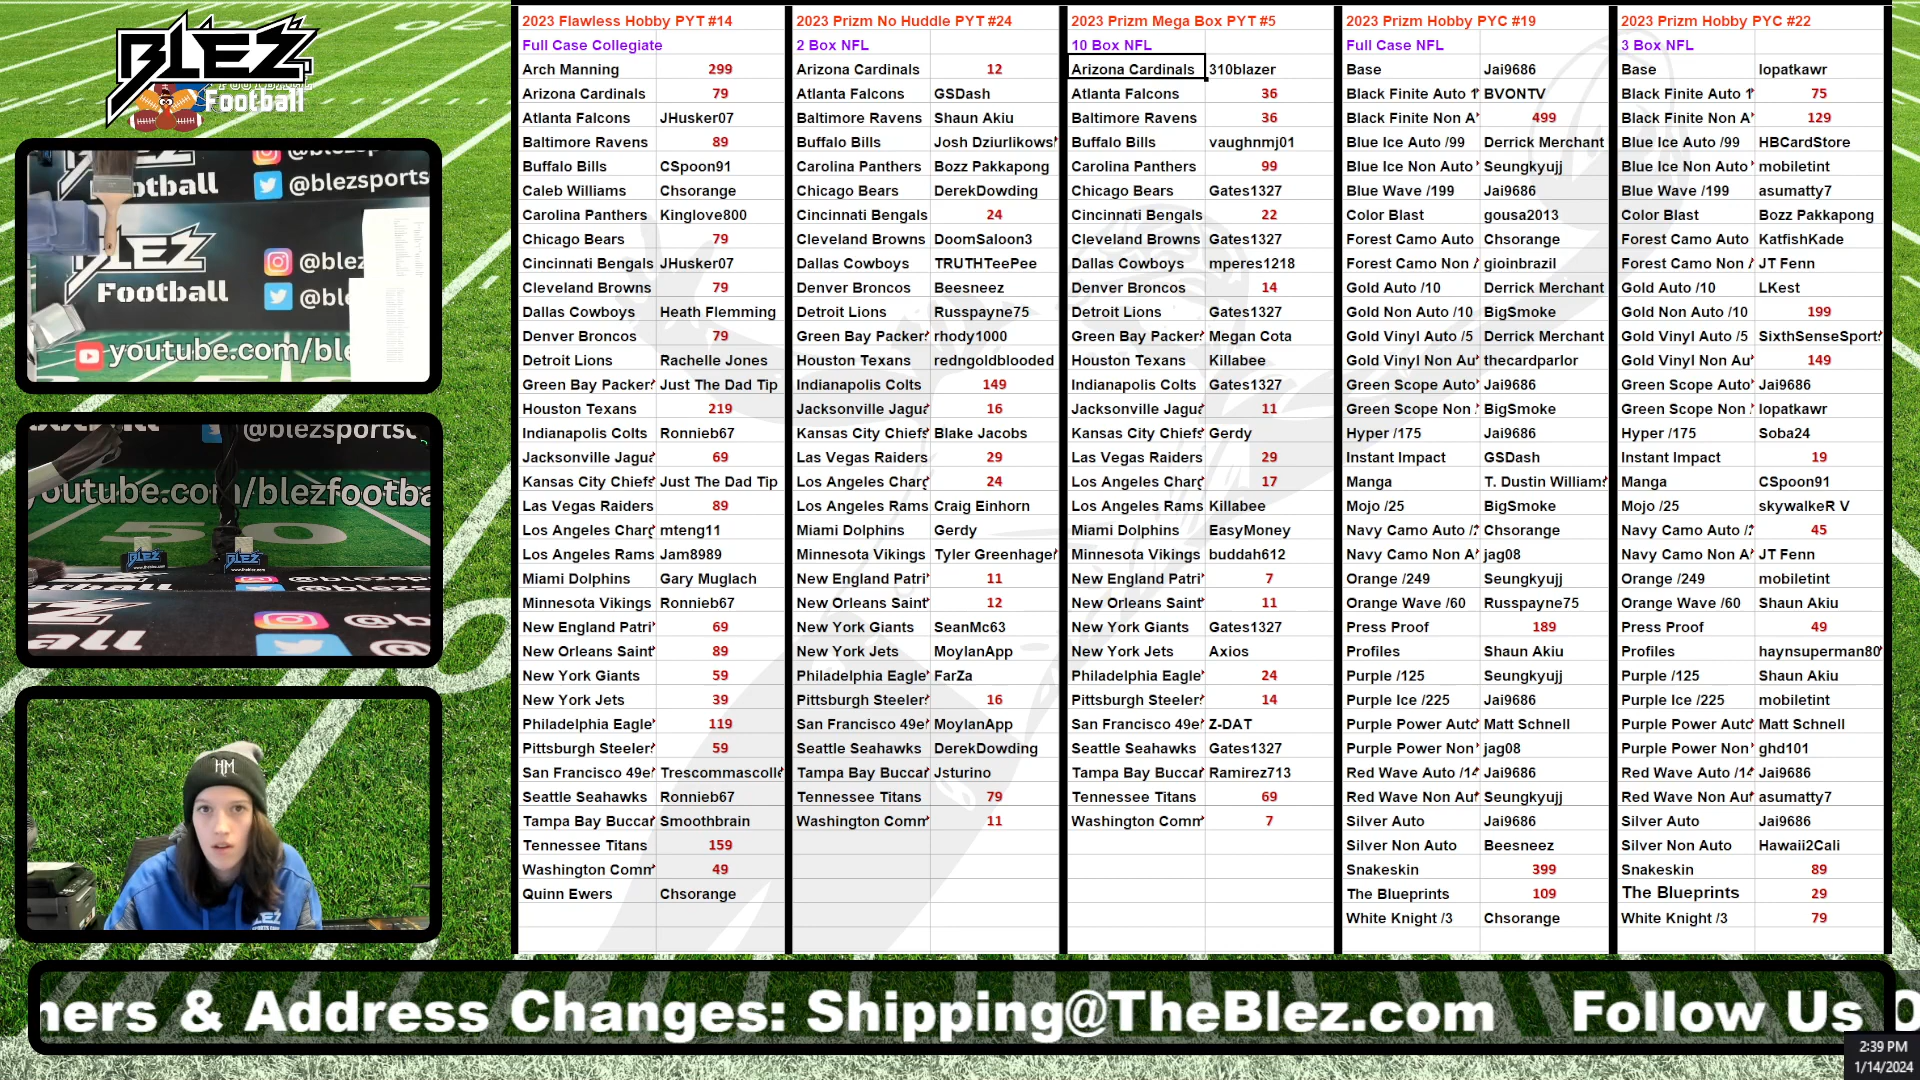 BLEZ
Football
@blezsports
otball
BLEZ
Football
@blez
@ble
youtube.com/ble
@blezsports
outube.com/blezfootba
50
BLEZ
BLEZ
@b
all
HM
BLEZ
2023 Flawless Hobby PYT #14
Full Case Collegiate
Arch Manning 299
Arizona Cardinals 79
Atlanta Falcons JHusker07
Baltimore Ravens 89
Buffalo Bills CSpoon91
Caleb Williams Chsorange
Carolina Panthers Kinglove800
Chicago Bears 79
Cincinnati Bengals JHusker07
Cleveland Browns 79
Dallas Cowboys Heath Flemming
Denver Broncos 79
Detroit Lions Rachelle Jones
Green Bay Packer Just The Dad Tip
Houston Texans 219
Indianapolis Colts Ronnieb67
Jacksonville Jagu 69
Kansas City Chiefs Just The Dad Tip
Las Vegas Raiders 89
Los Angeles Charg mteng11
Los Angeles Rams Jam8989
Miami Dolphins Gary Muglach
Minnesota Vikings Ronnieb67
New England Patri 69
New Orleans Saint 89
New York Giants 59
New York Jets 39
Philadelphia Eagle 119
Pittsburgh Steeler 59
San Francisco 49e Trescommascolle
Seattle Seahawks Ronnieb67
Tampa Bay Buccar Smoothbrain
Tennessee Titans 159
Washington Comm 49
Quinn Ewers Chsorange
2023 Prizm No Huddle PYT #24
2 Box NFL
Arizona Cardinals 12
Atlanta Falcons GSDash
Baltimore Ravens Shaun Akiu
Buffalo Bills Josh Dziurlikows
Carolina Panthers Bozz Pakkapong
Chicago Bears DerekDowding
Cincinnati Bengals 24
Cleveland Browns DoomSaloon3
Dallas Cowboys TRUTHTeePee
Denver Broncos Beesneez
Detroit Lions Russpayne75
Green Bay Packer rhody1000
Houston Texans redngoldblooded
Indianapolis Colts 149
Jacksonville Jagu 16
Kansas City Chiefs Blake Jacobs
Las Vegas Raiders 29
Los Angeles Charg 24
Los Angeles Rams Craig Einhorn
Miami Dolphins Gerdy
Minnesota Vikings Tyler Greenhage
New England Patri 11
New Orleans Saint 12
New York Giants SeanMc63
New York Jets MoylanApp
Philadelphia Eagle FarZa
Pittsburgh Steeler 16
San Francisco 49e MoylanApp
Seattle Seahawks DerekDowding
Tampa Bay Buccar Jsturino
Tennessee Titans 79
Washington Comm 11
2023 Prizm Mega Box PYT #5
10 Box NFL
Arizona Cardinals 310blazer
Atlanta Falcons 36
Baltimore Ravens 36
Buffalo Bills vaughnmj01
Carolina Panthers 99
Chicago Bears Gates1327
Cincinnati Bengals 22
Cleveland Browns Gates1327
Dallas Cowboys mperes1218
Denver Broncos 14
Detroit Lions Gates1327
Green Bay Packer Megan Cota
Houston Texans Killabee
Indianapolis Colts Gates1327
Jacksonville Jagu 11
Kansas City Chiefs Gerdy
Las Vegas Raiders 29
Los Angeles Charg 17
Los Angeles Rams Killabee
Miami Dolphins EasyMoney
Minnesota Vikings buddah612
New England Patri 7
New Orleans Saint 11
New York Giants Gates1327
New York Jets Axios
Philadelphia Eagle 24
Pittsburgh Steeler 14
San Francisco 49e Z-DAT
Seattle Seahawks Gates1327
Tampa Bay Buccar Ramirez713
Tennessee Titans 69
Washington Comm 7
2023 Prizm Hobby PYC #19
Full Case NFL
Base Jai9686
Black Finite Auto 1 BVONTV
Black Finite Non A 499
Blue Ice Auto /99 Derrick Merchant
Blue Ice Non Auto Seungkyujj
Blue Wave /199 Jai9686
Color Blast gousa2013
Forest Camo Auto Chsorange
Forest Camo Non gioinbrazil
Gold Auto /10 Derrick Merchant
Gold Non Auto /10 BigSmoke
Gold Vinyl Auto /5 Derrick Merchant
Gold Vinyl Non Au thecardparlor
Green Scope Auto Jai9686
Green Scope Non BigSmoke
Hyper /175 Jai9686
Instant Impact GSDash
Manga T. Dustin Williams
Mojo /25 BigSmoke
Navy Camo Auto /2 Chsorange
Navy Camo Non A jag08
Orange /249 Seungkyujj
Orange Wave /60 Russpayne75
Press Proof 189
Profiles Shaun Akiu
Purple /125 Seungkyujj
Purple Ice /225 Jai9686
Purple Power Auto Matt Schnell
Purple Power Non jag08
Red Wave Auto /14 Jai9686
Red Wave Non Au Seungkyujj
Silver Auto Jai9686
Silver Non Auto Beesneez
Snakeskin 399
The Blueprints 109
White Knight /3 Chsorange
2023 Prizm Hobby PYC #22
3 Box NFL
Base lopatkawr
Black Finite Auto 1 75
Black Finite Non A 129
Blue Ice Auto /99 HBCardStore
Blue Ice Non Auto mobiletint
Blue Wave /199 asumatty7
Color Blast Bozz Pakkapong
Forest Camo Auto KatfishKade
Forest Camo Non JT Fenn
Gold Auto /10 LKest
Gold Non Auto /10 199
Gold Vinyl Auto /5 SixthSenseSport
Gold Vinyl Non Au 149
Green Scope Auto Jai9686
Green Scope Non lopatkawr
Hyper /175 Soba24
Instant Impact 19
Manga CSpoon91
Mojo /25 skywalkeR V
Navy Camo Auto /2 45
Navy Camo Non A JT Fenn
Orange /249 mobiletint
Orange Wave /60 Shaun Akiu
Press Proof 49
Profiles haynsuperman80
Purple /125 Shaun Akiu
Purple Ice /225 mobiletint
Purple Power Auto Matt Schnell
Purple Power Non ghd101
Red Wave Auto /14 Jai9686
Red Wave Non Au asumatty7
Silver Auto Jai9686
Silver Non Auto Hawaii2Cali
Snakeskin 89
The Blueprints 29
White Knight /3 79
ners & Address Changes: Shipping@TheBlez.com Follow Us O
2:39 PM
1/14/2024